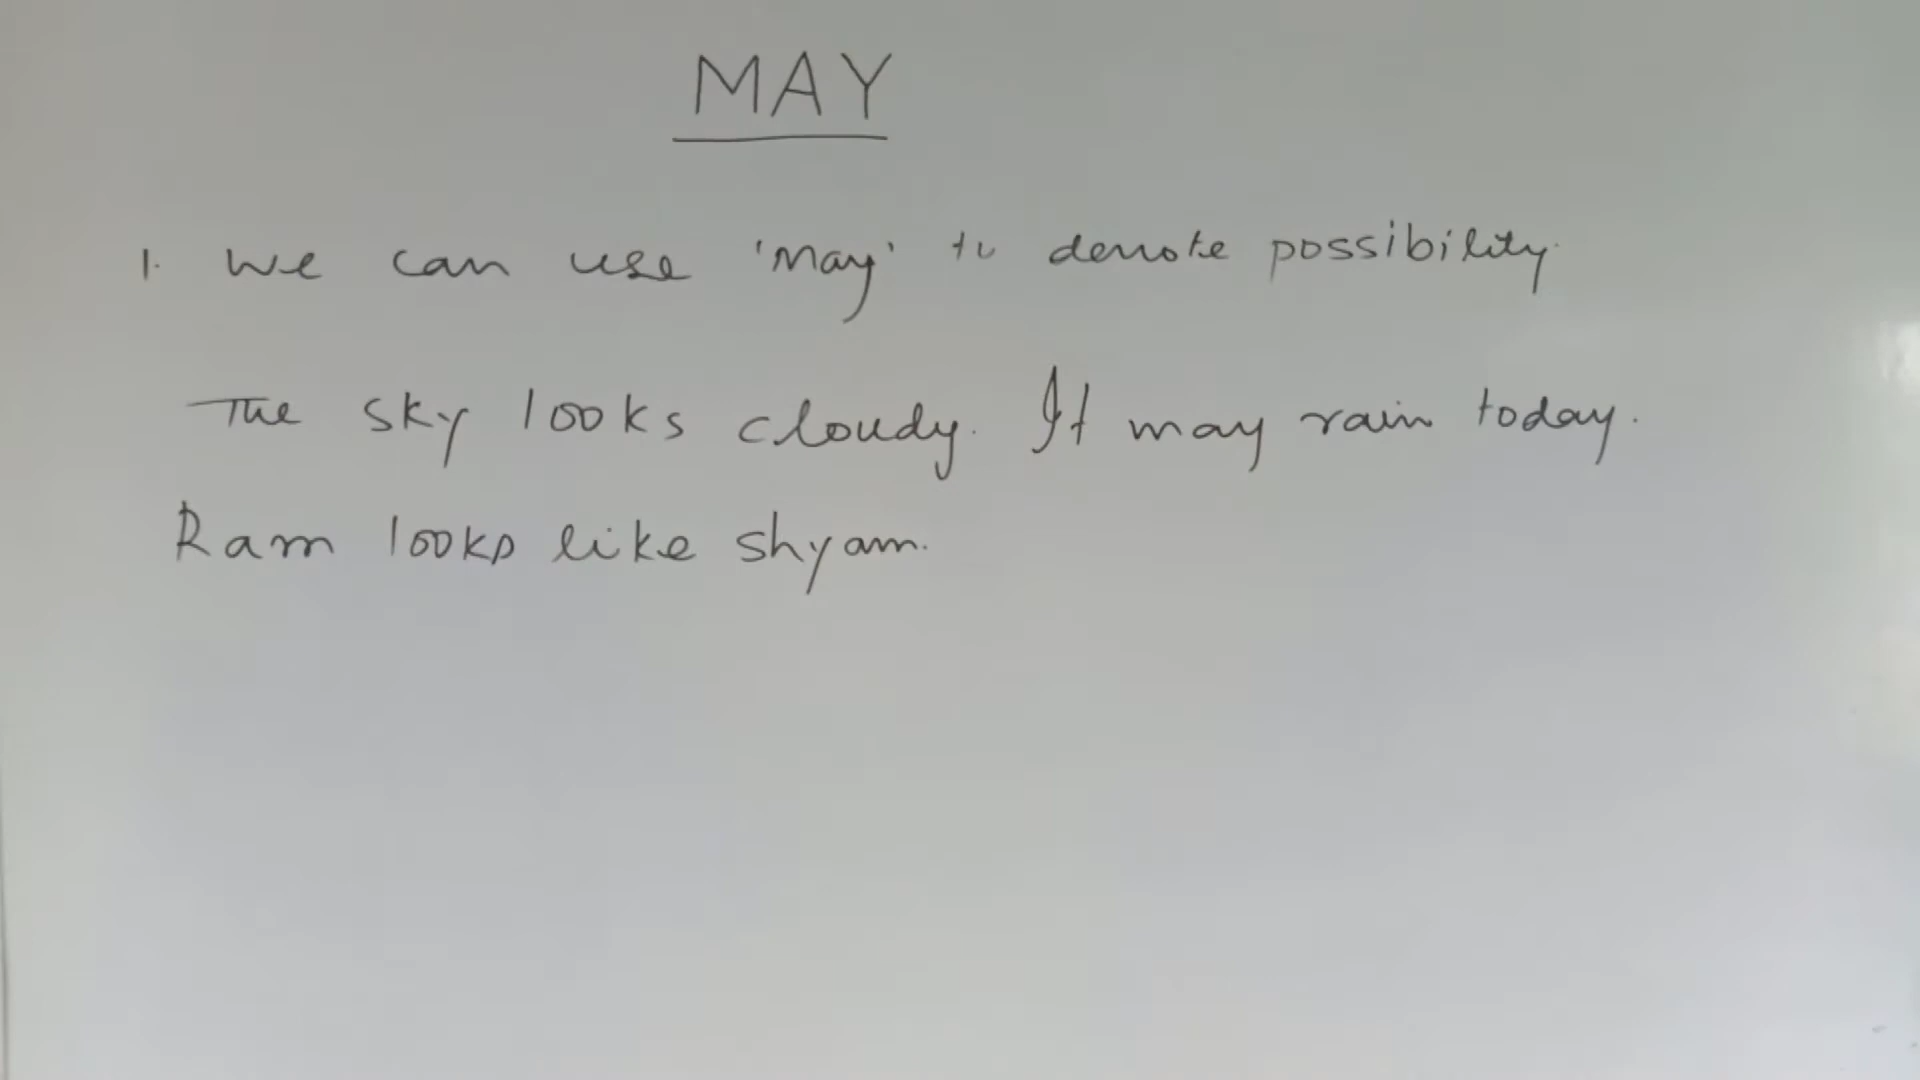 MAY
1. We can use 'may' to denote possibility.
The sky looks cloudy. It may rain today.
Ram looks like shyam.